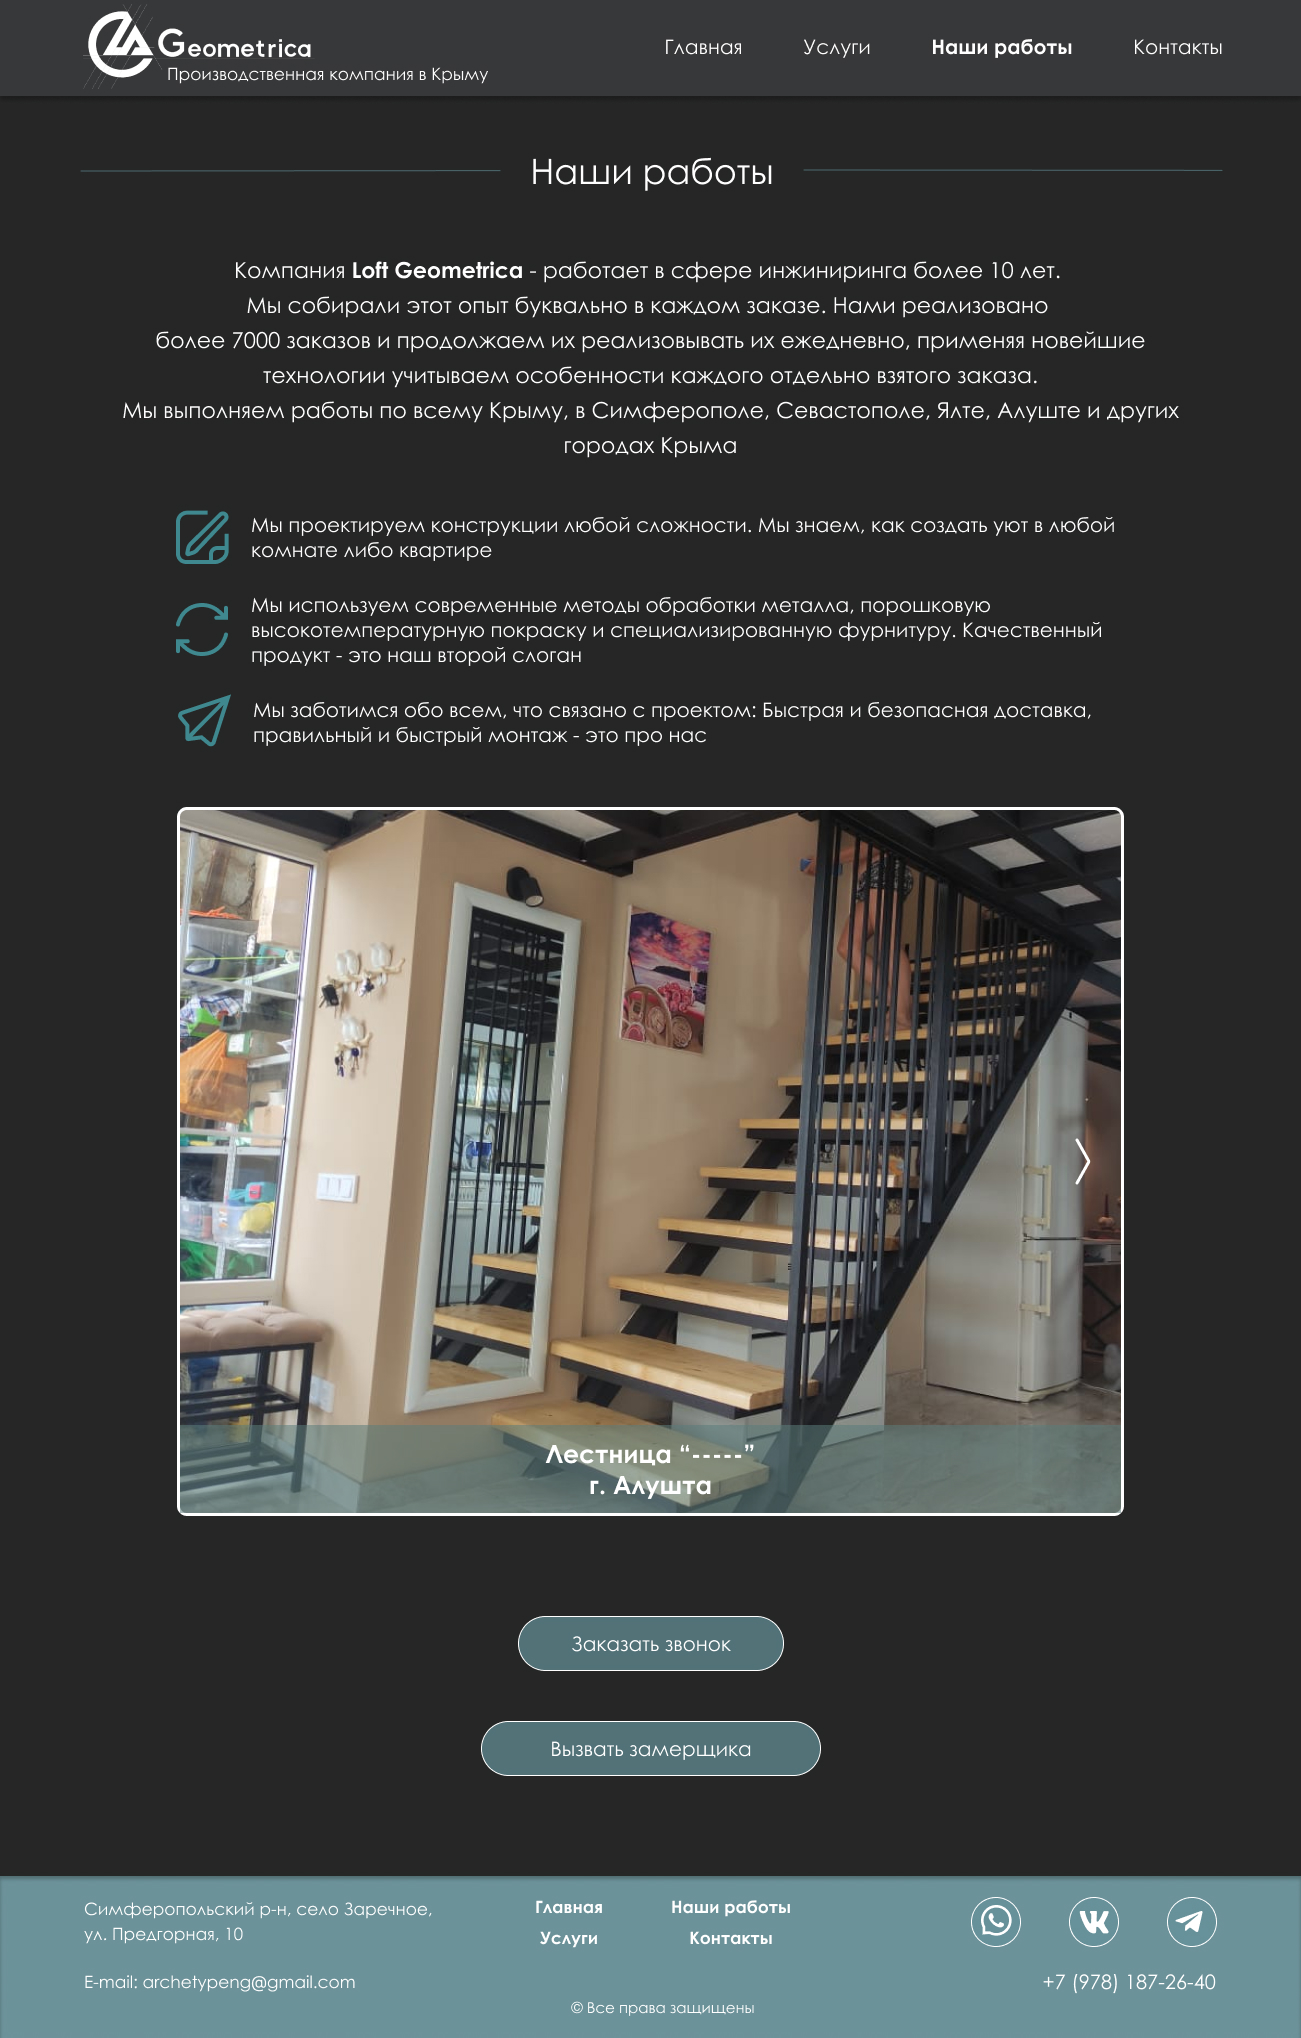 Geometrica
Производственная компания в Крыму
Главная
Услуги
Наши работы
Контакты
Наши работы
Компания Loft Geometrica - работает в сфере инжиниринга более 10 лет.
Мы собирали этот опыт буквально в каждом заказе. Нами реализовано
более 7000 заказов и продолжаем их реализовывать их ежедневно, применяя новейшие
технологии учитываем особенности каждого отдельно взятого заказа.
Мы выполняем работы по всему Крыму, в Симферополе, Севастополе, Ялте, Алуште и других
городах Крыма
Мы проектируем конструкции любой сложности. Мы знаем, как создать уют в любой
комнате либо квартире
Мы используем современные методы обработки металла, порошковую
высокотемпературную покраску и специализированную фурнитуру. Качественный
продукт - это наш второй слоган
Мы заботимся обо всем, что связано с проектом: Быстрая и безопасная доставка,
правильный и быстрый монтаж - это про нас
Лестница “-----”
г. Алушта
Заказать звонок
Вызвать замерщика
Симферопольский р-н, село Заречное,
ул. Предгорная, 10
E-mail: archetypeng@gmail.com
Главная
Наши работы
Услуги
Контакты
+7 (978) 187-26-40
© Все права защищены